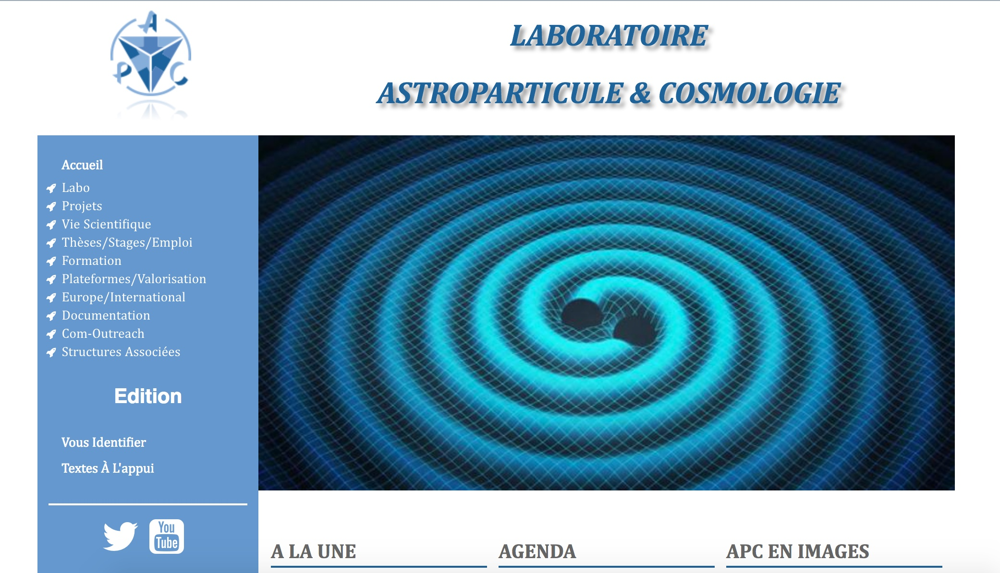 A
P C
LABORATOIRE
ASTROPARTICULE & COSMOLOGIE
Accueil
Labo
Projets
Vie Scientifique
Thèses/Stages/Emploi
Formation
Plateformes/Valorisation
Europe/International
Documentation
Com-Outreach
Structures Associées
Edition
Vous Identifier
Textes À L'appui
You
Tube
A LA UNE
AGENDA
APC EN IMAGES